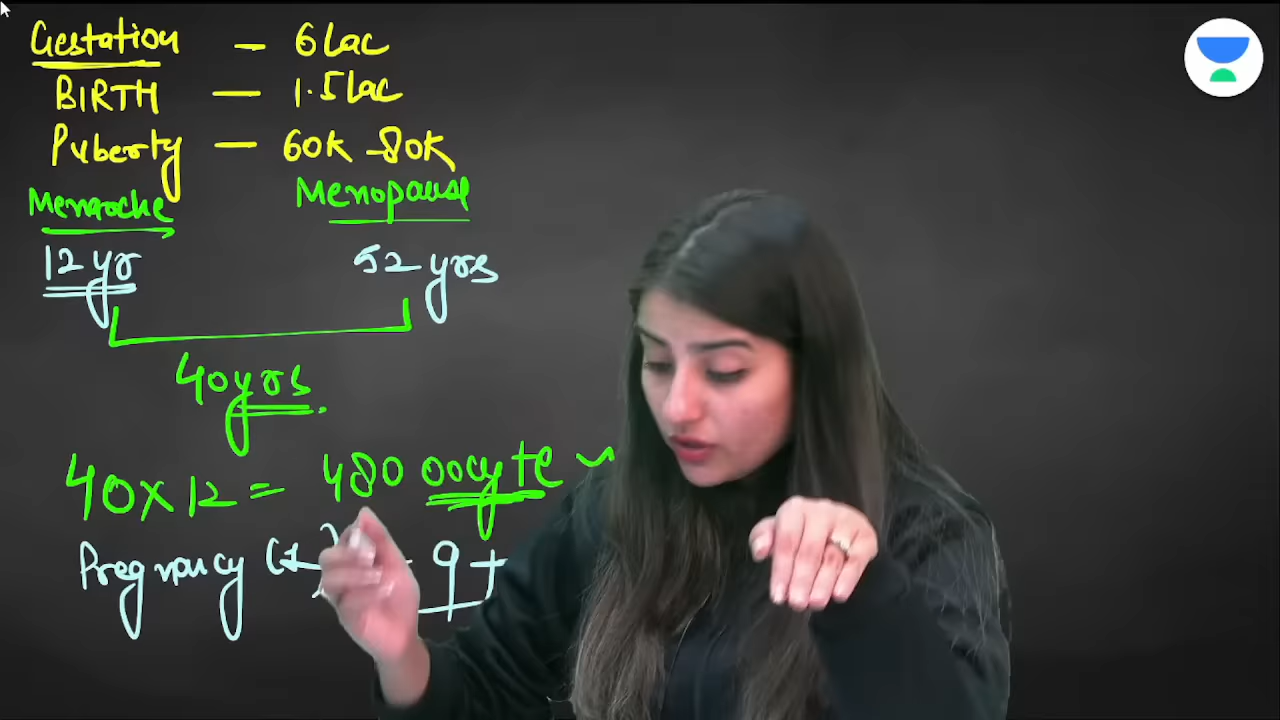 Gestation - 6 Lac
BIRTH - 1.5 Lac
Puberty - 60K-80K
Menarche Menopause
12 yr 52 yrs
40 yrs.
40 x 12 = 480 oocyte
Pregnancy 9 +